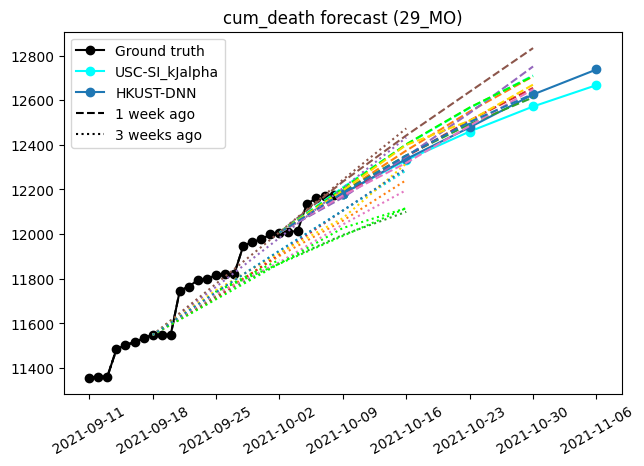 cum_death forecast (29_MO)
Ground truth
USC-SI_kJalpha
HKUST-DNN
1 week ago
3 weeks ago
12800
12600
12400
12200
12000
11800
11600
11400
2021-09-11
2021-09-18
2021-09-25
2021-10-02
2021-10-09
2021-10-16
2021-10-23
2021-10-30
2021-11-06